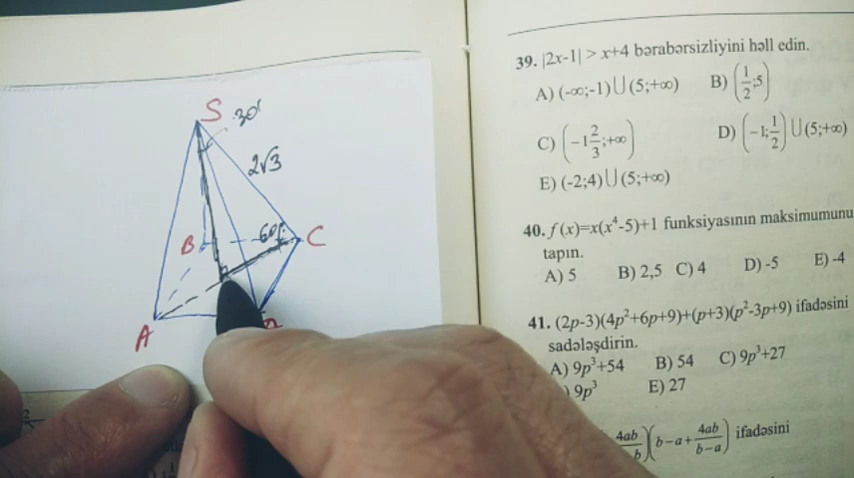 S
30°
2√3
B
60°
C
A
39. |2x-1| > x+4 bərabərsizliyini həll edin.
A) (-∞;-1)⋃(5;+∞) B) (1/2;5)
C) (-1 2/3;+∞) D) (-1;1/2)⋃(5;+∞)
E) (-2;4)⋃(5;+∞)
40. f(x)=x(x⁴-5)+1 funksiyasının maksimumunu
tapın.
A) 5 B) 2,5 C) 4 D) -5 E) -4
41. (2p-3)(4p²+6p+9)+(p+3)(p²-3p+9) ifadəsini
sadələşdirin.
A) 9p³+54 B) 54 C) 9p³+27
) 9p³ E) 27
4ab/b)(b-a+4ab/(b-a)) ifadəsini